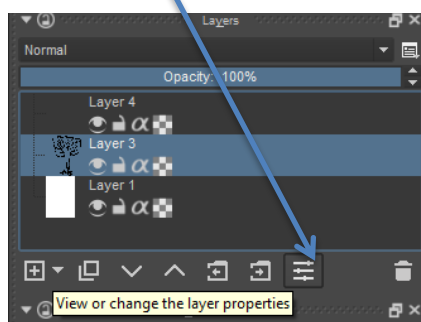 Layers
Normal
Opacity: 100%
Layer 4
α
Layer 3
α
Layer 1
α
View or change the layer properties